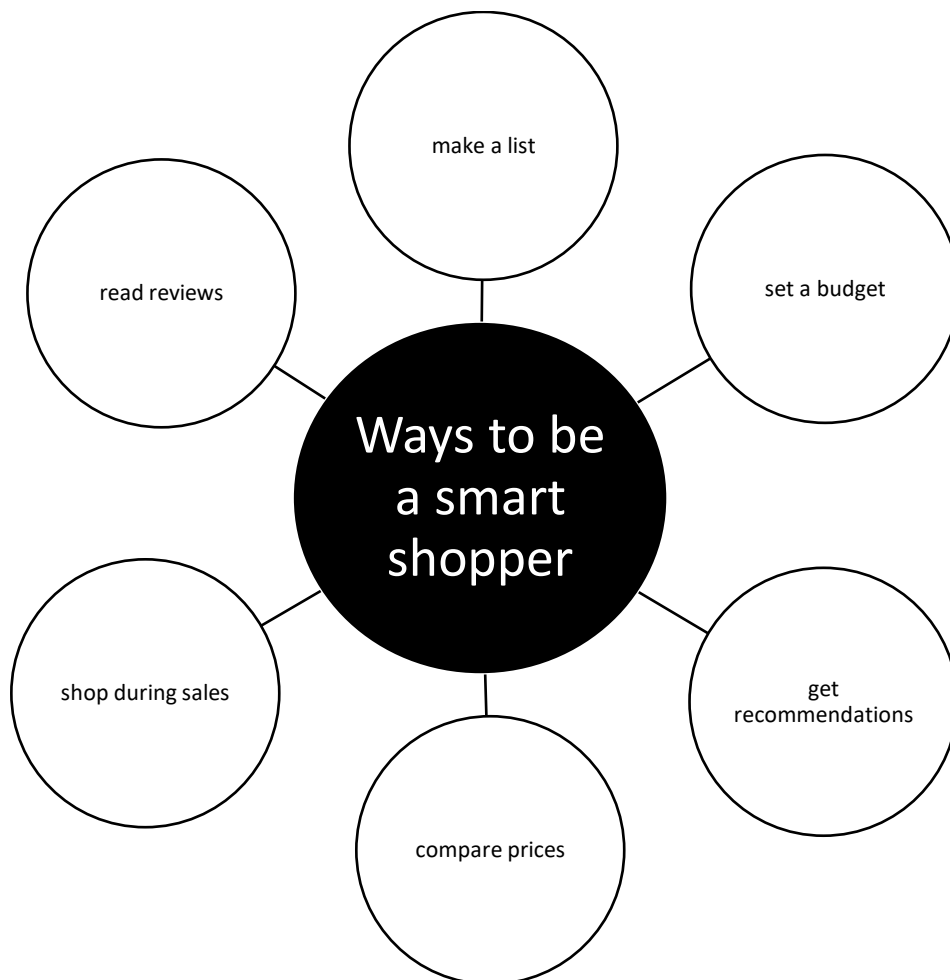 make a list
read reviews
set a budget
Ways to be
a smart
shopper
shop during sales
get
recommendations
compare prices